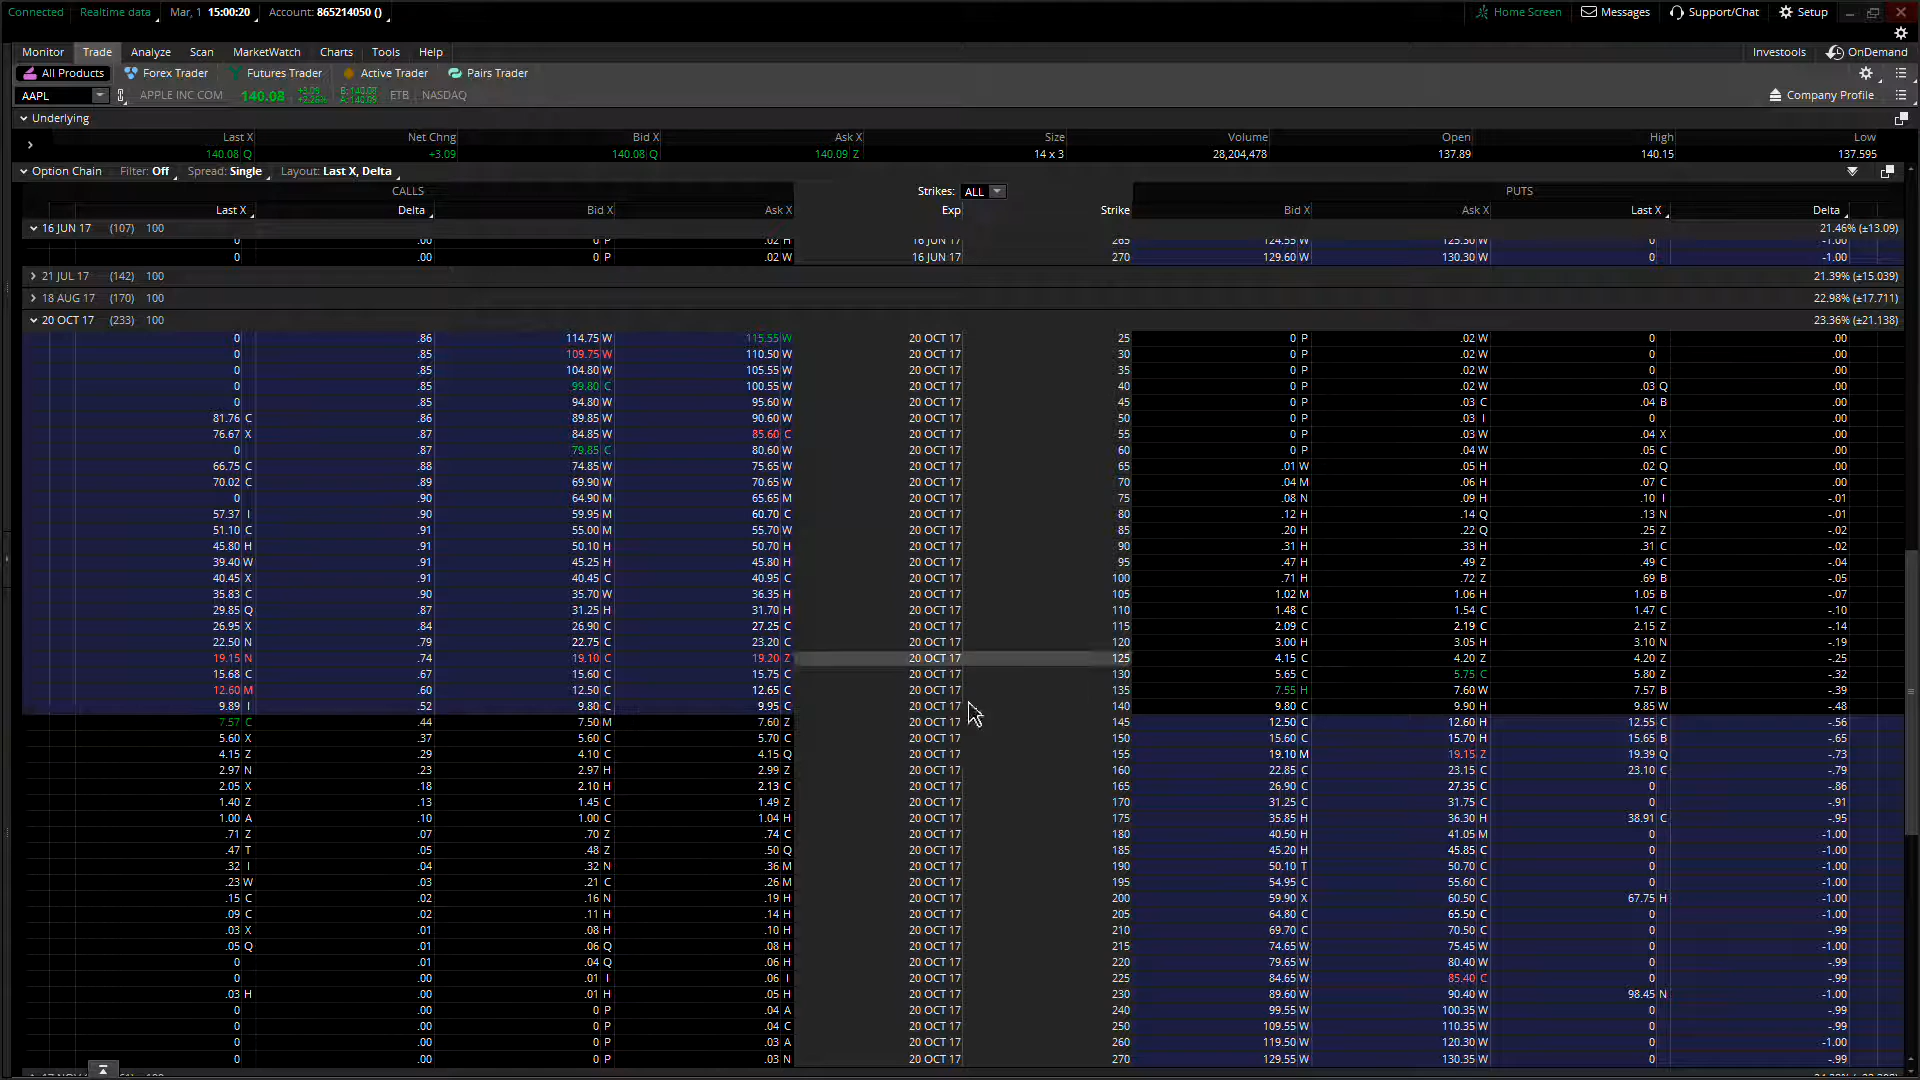 Connected Realtime data Mar, 1 15:00:20 Account: 865214050 () Home Screen Messages Support/Chat Setup
Monitor Trade Analyze Scan MarketWatch Charts Tools Help Investools OnDemand
All Products Forex Trader Futures Trader Active Trader Pairs Trader
AAPL APPLE INC COM 140.08 +3.09 +2.26% B: 140.08 A: 140.09 ETB NASDAQ Company Profile
Underlying
Last X Net Chng Bid X Ask X Size Volume Open High Low
140.08 Q +3.09 140.08 Q 140.09 Z 14 x 3 28,204,478 137.89 140.15 137.595
Option Chain Filter: Off Spread: Single Layout: Last X, Delta
CALLS Strikes: ALL PUTS
Last X Delta Bid X Ask X Exp Strike Bid X Ask X Last X Delta
16 JUN 17 (107) 100 21.46% (±13.09)
0 .00 0 P .02 H 16 JUN 17 265 124.55 W 125.30 W 0 -1.00
0 .00 0 P .02 W 16 JUN 17 270 129.60 W 130.30 W 0 -1.00
21 JUL 17 (142) 100 21.39% (±15.039)
18 AUG 17 (170) 100 22.98% (±17.711)
20 OCT 17 (233) 100 23.36% (±21.138)
0 .86 114.75 W 115.55 W 20 OCT 17 25 0 P .02 W 0 .00
0 .85 109.75 W 110.50 W 20 OCT 17 30 0 P .02 W 0 .00
0 .85 104.80 W 105.55 W 20 OCT 17 35 0 P .02 W 0 .00
0 .85 99.80 C 100.55 W 20 OCT 17 40 0 P .02 W .03 Q .00
0 .85 94.80 W 95.60 W 20 OCT 17 45 0 P .03 C .04 B .00
81.76 C .86 89.85 W 90.60 W 20 OCT 17 50 0 P .03 I 0 .00
76.67 X .87 84.85 W 85.60 C 20 OCT 17 55 0 P .03 W .04 X .00
0 .87 79.85 C 80.60 W 20 OCT 17 60 0 P .04 W .05 C .00
66.75 C .88 74.85 W 75.65 W 20 OCT 17 65 .01 W .05 H .02 Q .00
70.02 C .89 69.90 W 70.65 W 20 OCT 17 70 .04 M .06 H .07 C .00
0 .90 64.90 M 65.65 M 20 OCT 17 75 .08 N .09 H .10 I -.01
57.37 I .90 59.95 M 60.70 C 20 OCT 17 80 .12 H .14 Q .13 N -.01
51.10 C .91 55.00 M 55.70 W 20 OCT 17 85 .20 H .22 Q .25 Z -.02
45.80 H .91 50.10 H 50.70 H 20 OCT 17 90 .31 H .33 H .31 C -.02
39.40 W .91 45.25 H 45.80 H 20 OCT 17 95 .47 H .49 Z .49 C -.04
40.45 X .91 40.45 C 40.95 C 20 OCT 17 100 .71 H .72 Z .69 B -.05
35.83 C .90 35.70 W 36.35 H 20 OCT 17 105 1.02 M 1.06 H 1.05 B -.07
29.85 Q .87 31.25 H 31.70 H 20 OCT 17 110 1.48 C 1.54 C 1.47 C -.10
26.95 X .84 26.90 C 27.25 C 20 OCT 17 115 2.09 C 2.19 C 2.15 Z -.14
22.50 N .79 22.75 C 23.20 C 20 OCT 17 120 3.00 H 3.05 H 3.10 N -.19
19.15 N .74 19.10 C 19.20 Z 20 OCT 17 125 4.15 C 4.20 Z 4.20 Z -.25
15.68 C .67 15.60 C 15.75 C 20 OCT 17 130 5.65 C 5.75 C 5.80 Z -.32
12.60 M .60 12.50 C 12.65 C 20 OCT 17 135 7.55 H 7.60 W 7.57 B -.39
9.89 I .52 9.80 C 9.95 C 20 OCT 17 140 9.80 C 9.90 H 9.85 W -.48
7.57 C .44 7.50 M 7.60 Z 20 OCT 17 145 12.50 C 12.60 H 12.55 C -.56
5.60 X .37 5.60 C 5.70 C 20 OCT 17 150 15.60 C 15.70 H 15.65 B -.65
4.15 Z .29 4.10 C 4.15 Q 20 OCT 17 155 19.10 M 19.15 Z 19.39 Q -.73
2.97 N .23 2.97 H 2.99 Z 20 OCT 17 160 22.85 C 23.15 C 23.10 C -.79
2.05 X .18 2.10 H 2.13 C 20 OCT 17 165 26.90 C 27.35 C 0 -.86
1.40 Z .13 1.45 C 1.49 Z 20 OCT 17 170 31.25 C 31.75 C 0 -.91
1.00 A .10 1.00 C 1.04 H 20 OCT 17 175 35.85 H 36.30 H 38.91 C -.95
.71 Z .07 .70 Z .74 C 20 OCT 17 180 40.50 H 41.05 M 0 -1.00
.47 T .05 .48 Z .50 Q 20 OCT 17 185 45.20 H 45.85 C 0 -1.00
.32 I .04 .32 N .36 M 20 OCT 17 190 50.10 T 50.70 C 0 -1.00
.23 W .03 .21 C .26 M 20 OCT 17 195 54.95 C 55.60 C 0 -1.00
.15 C .02 .16 N .19 H 20 OCT 17 200 59.90 X 60.50 C 67.75 H -1.00
.09 C .02 .11 H .14 H 20 OCT 17 205 64.80 C 65.50 C 0 -1.00
.03 X .01 .08 H .10 H 20 OCT 17 210 69.70 C 70.50 C 0 -.99
.05 Q .01 .06 Q .08 H 20 OCT 17 215 74.65 W 75.45 W 0 -1.00
0 .01 .04 Q .06 H 20 OCT 17 220 79.65 W 80.40 W 0 -.99
0 .00 .01 I .06 I 20 OCT 17 225 84.65 W 85.40 C 0 -.99
.03 H .00 .01 H .05 H 20 OCT 17 230 89.60 W 90.40 W 98.45 N -1.00
0 .00 0 P .04 A 20 OCT 17 240 99.55 W 100.35 W 0 -.99
0 .00 0 P .04 C 20 OCT 17 250 109.55 W 110.35 W 0 -.99
0 .00 0 P .03 A 20 OCT 17 260 119.50 W 120.30 W 0 -1.00
0 .00 0 P .03 N 20 OCT 17 270 129.55 W 130.35 W 0 -.99